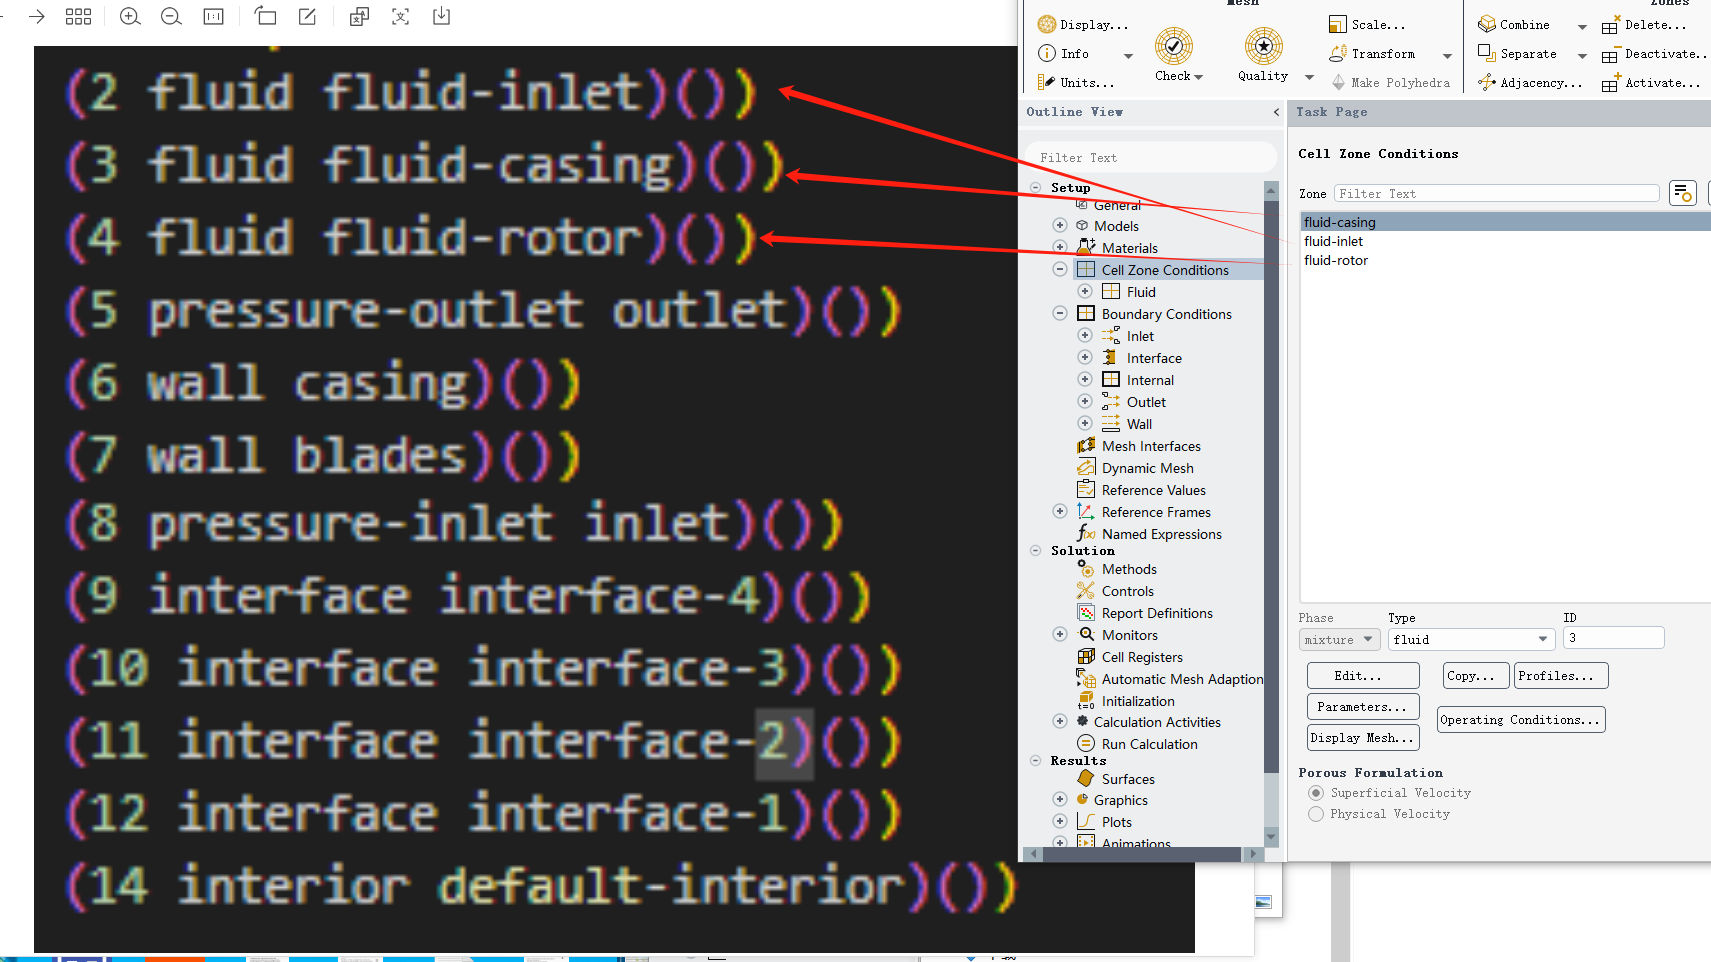 (2 fluid fluid-inlet)())
(3 fluid fluid-casing)())
(4 fluid fluid-rotor)())
(5 pressure-outlet outlet)())
(6 wall casing)())
(7 wall blades)())
(8 pressure-inlet inlet)())
(9 interface interface-4)())
(10 interface interface-3)())
(11 interface interface-2)())
(12 interface interface-1)())
(14 interior default-interior)())
Mesh
Zones
Display...
Info
Units...
Check
Quality
Scale...
Transform
Make Polyhedra
Combine
Separate
Adjacency...
Delete...
Deactivate..
Activate...
Outline View
<
Filter Text
Setup
General
Models
Materials
Cell Zone Conditions
Fluid
Boundary Conditions
Inlet
Interface
Internal
Outlet
Wall
Mesh Interfaces
Dynamic Mesh
Reference Values
Reference Frames
f(x) Named Expressions
Solution
Methods
Controls
Report Definitions
Monitors
Cell Registers
Automatic Mesh Adaption
t=0 Initialization
Calculation Activities
Run Calculation
Results
Surfaces
Graphics
Plots
Animations
Task Page
Cell Zone Conditions
Zone Filter Text
fluid-casing
fluid-inlet
fluid-rotor
Phase Type ID
mixture fluid 3
Edit... Copy... Profiles...
Parameters... Operating Conditions...
Display Mesh...
Porous Formulation
Superficial Velocity
Physical Velocity